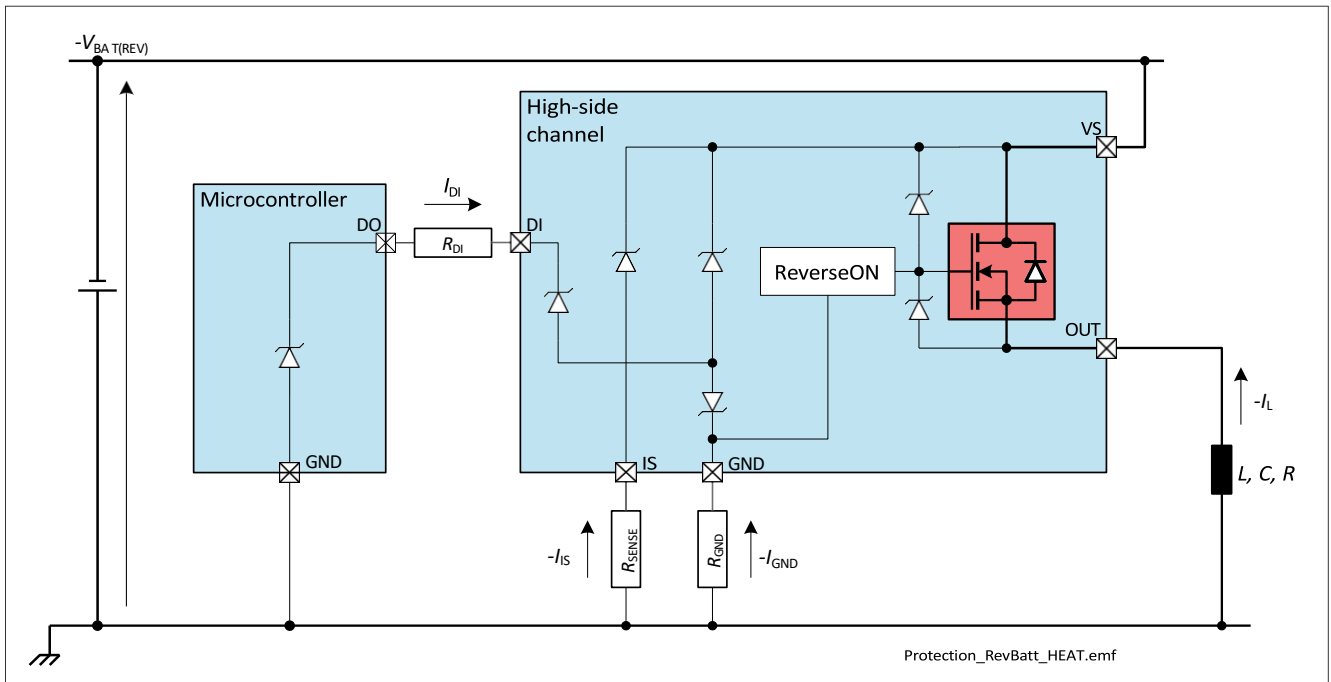 -VBAT(REV)
High-side
channel
VS
Microcontroller
IDI
DO
RDI
DI
ReverseON
OUT
-IL
GND
IS
GND
L, C, R
-IIS
RSENSE
RGND
-IGND
Protection_RevBatt_HEAT.emf